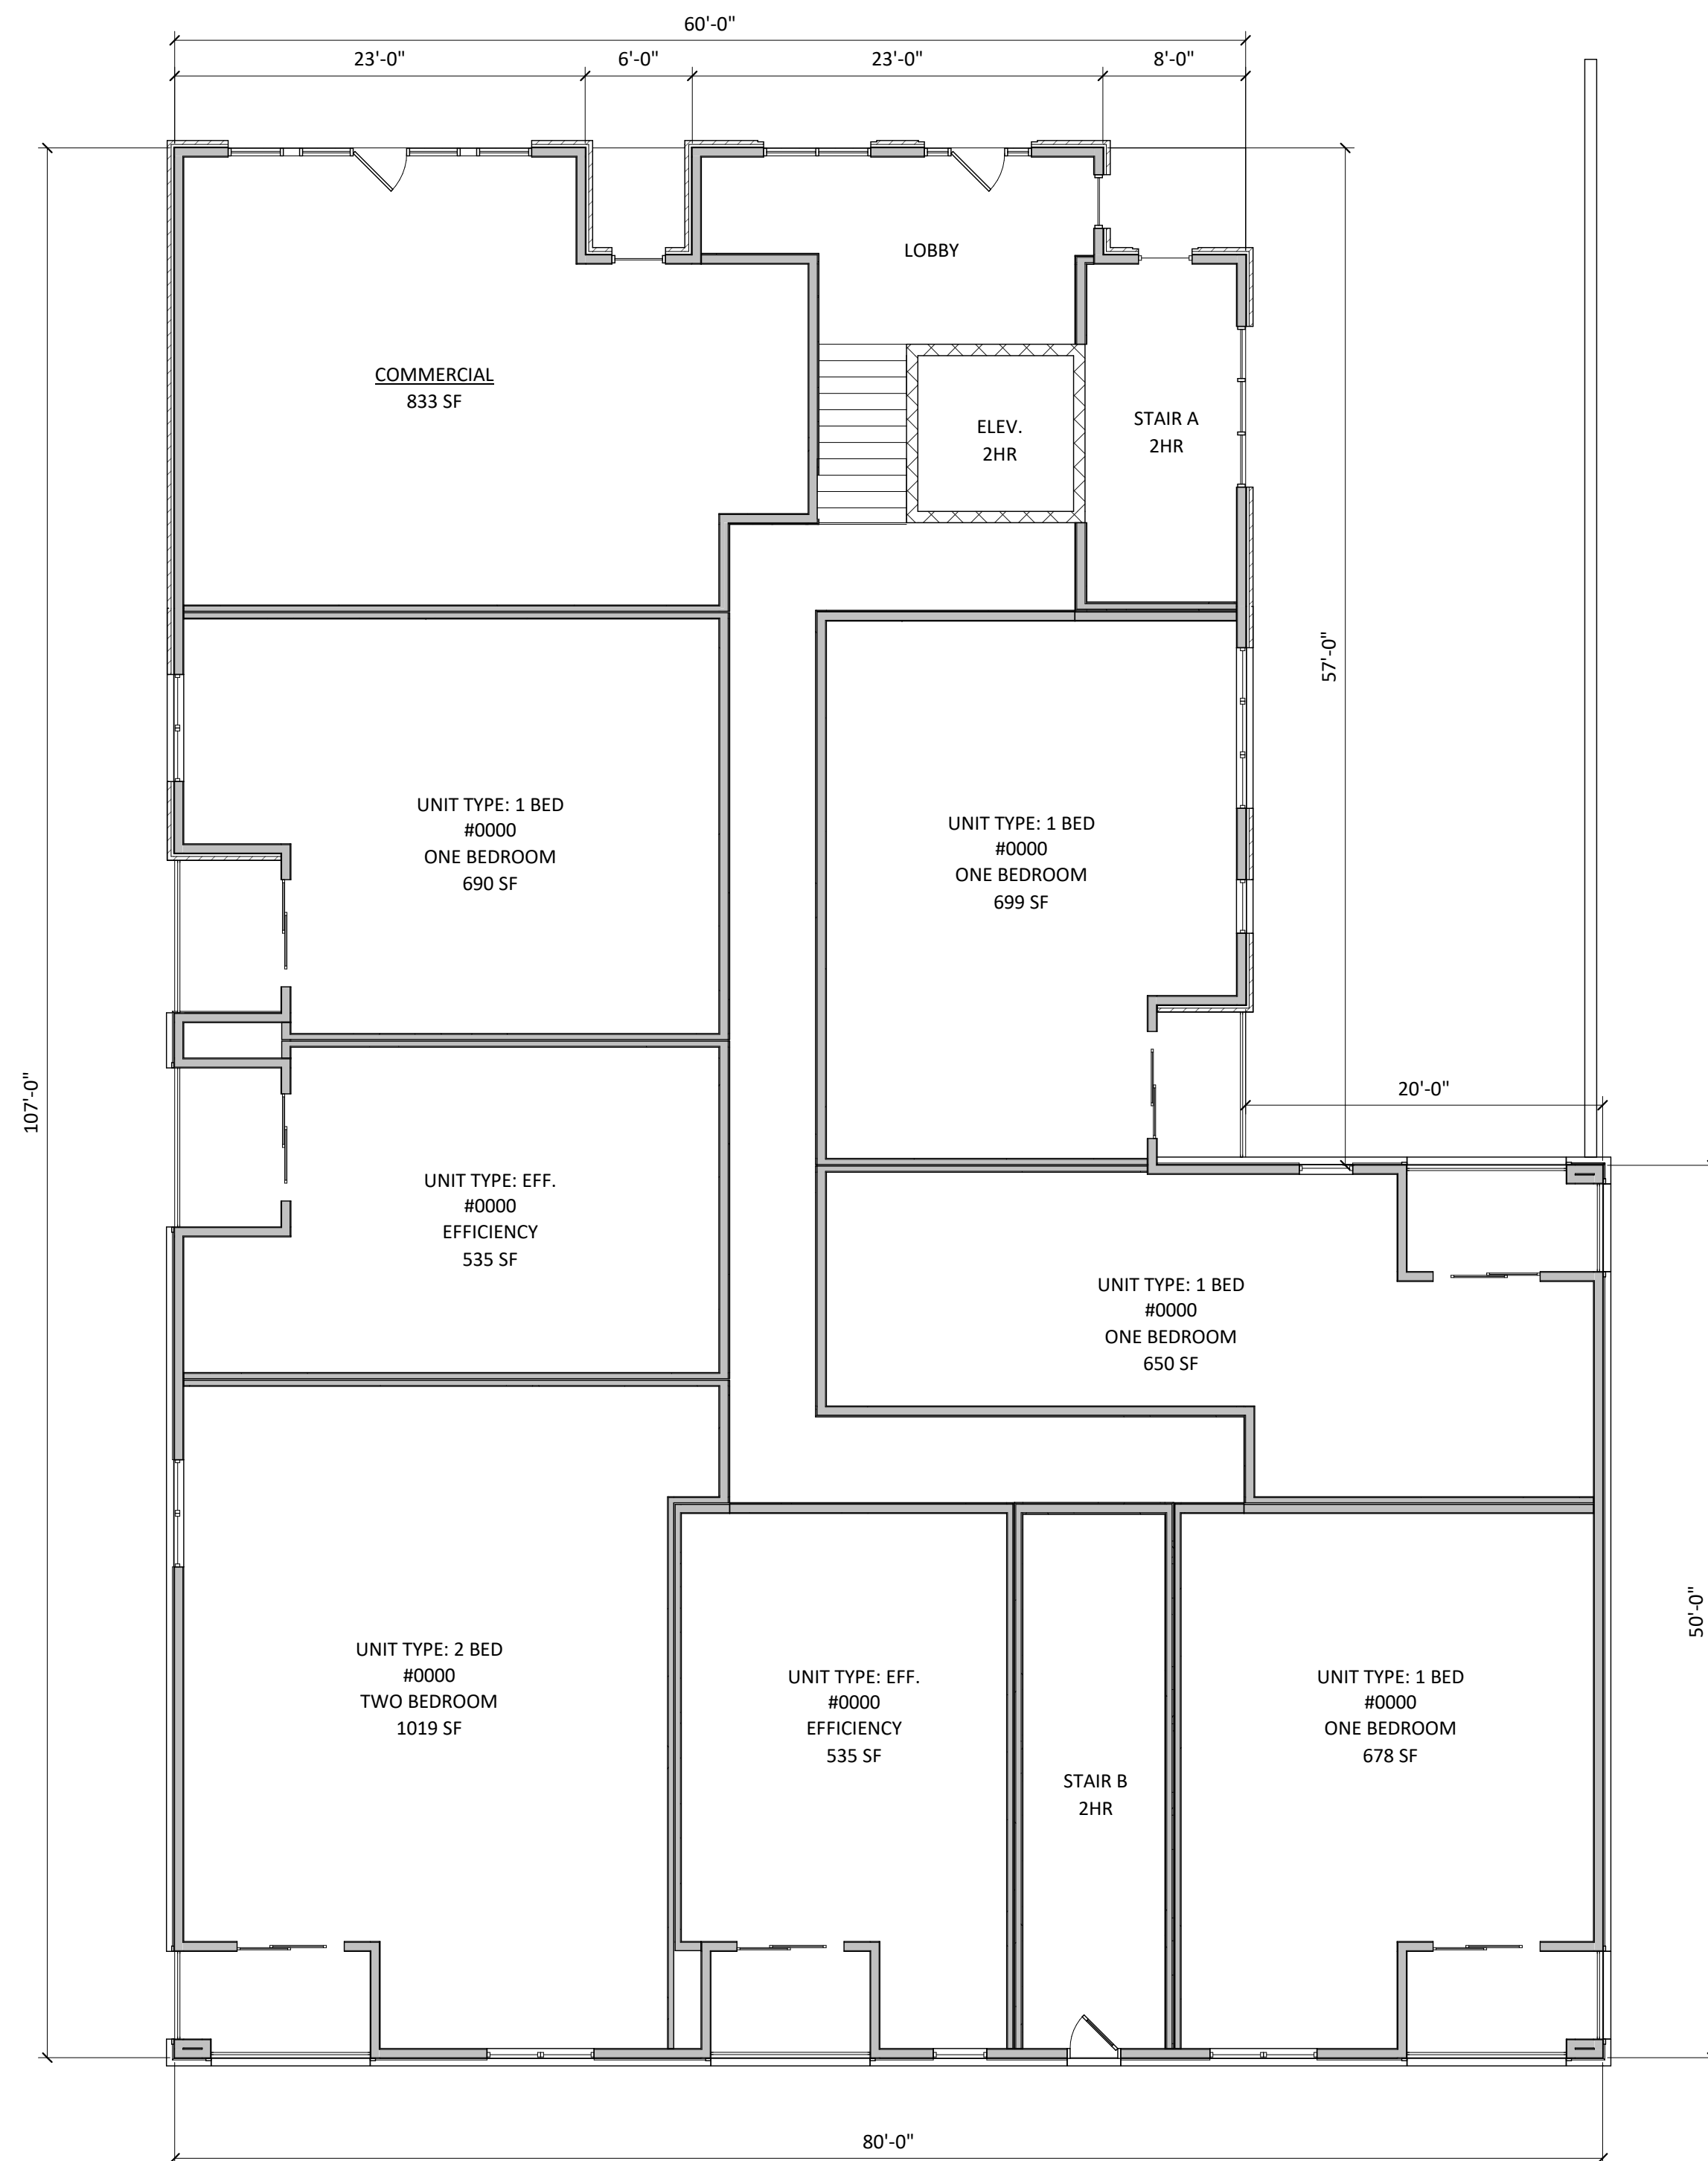 60'-0"
23'-0"
6'-0"
23'-0"
8'-0"
LOBBY
COMMERCIAL
833 SF
ELEV.
2HR
STAIR A
2HR
57'-0"
UNIT TYPE: 1 BED
#0000
ONE BEDROOM
690 SF
UNIT TYPE: 1 BED
#0000
ONE BEDROOM
699 SF
107'-0"
20'-0"
UNIT TYPE: EFF.
#0000
EFFICIENCY
535 SF
UNIT TYPE: 1 BED
#0000
ONE BEDROOM
650 SF
50'-0"
UNIT TYPE: 2 BED
#0000
TWO BEDROOM
1019 SF
UNIT TYPE: EFF.
#0000
EFFICIENCY
535 SF
STAIR B
2HR
UNIT TYPE: 1 BED
#0000
ONE BEDROOM
678 SF
80'-0"